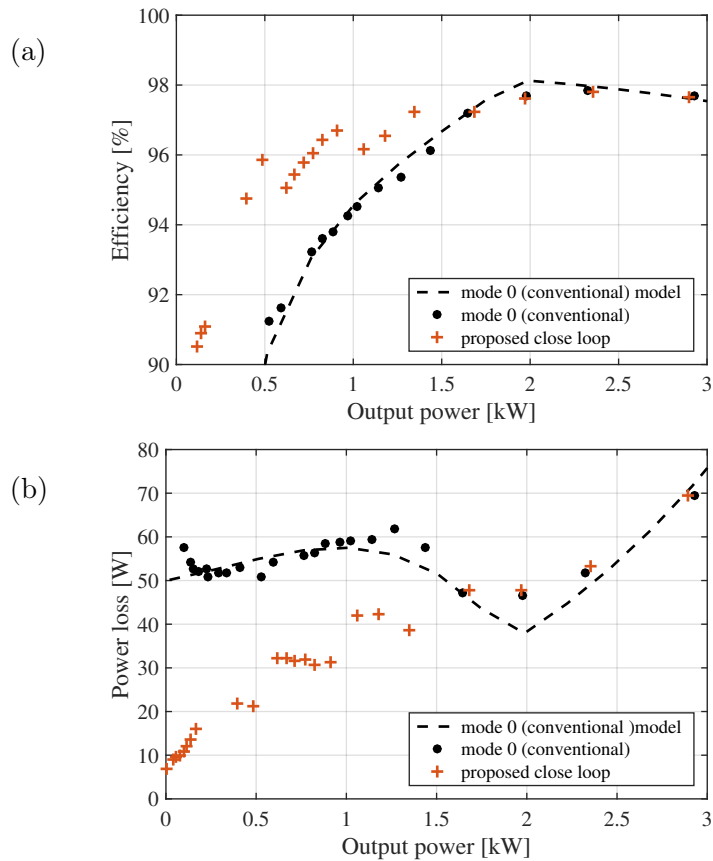 (a)
Efficiency [%]
100
98
96
94
92
90
0 0.5 1 1.5 2 2.5 3
Output power [kW]
mode 0 (conventional) model
mode 0 (conventional)
proposed close loop
(b)
Power loss [W]
80
70
60
50
40
30
20
10
0
0 0.5 1 1.5 2 2.5 3
Output power [kW]
mode 0 (conventional )model
mode 0 (conventional)
proposed close loop